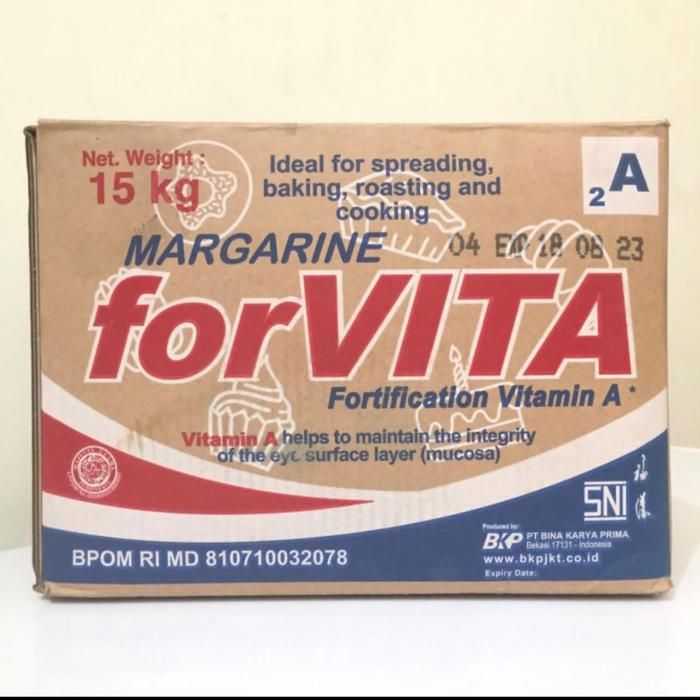 Net. Weight :
15 kg
Ideal for spreading,
baking, roasting and
cooking
2A
MARGARINE
04 EXP 18 08 23
forVITA
Fortification Vitamin A *
Vitamin A helps to maintain the integrity
of the eye surface layer (mucosa)
SNI
BPOM RI MD 810710032078
Produced by:
BKP PT BINA KARYA PRIMA
Bekasi 17131 - Indonesia
www.bkpjkt.co.id
Expiry Date: